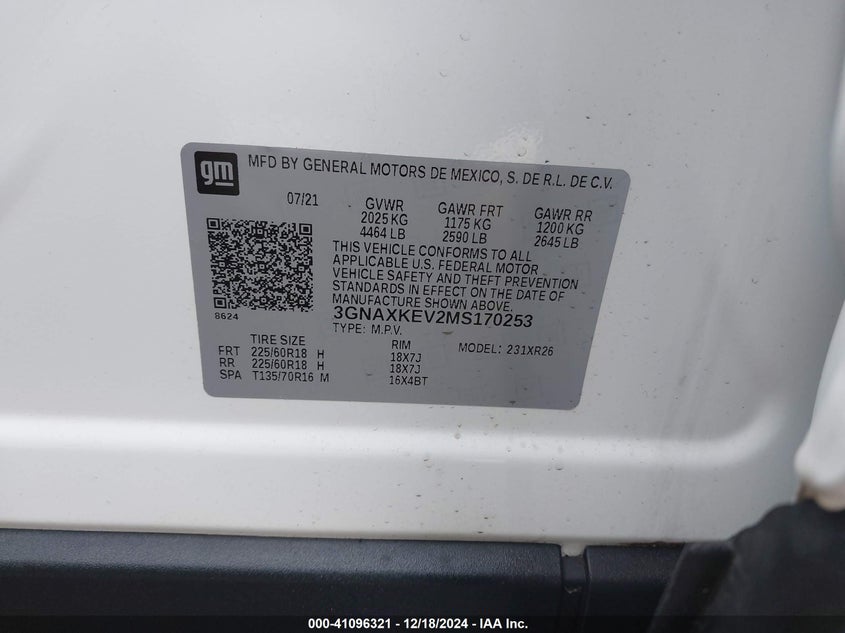 gm
MFD BY GENERAL MOTORS DE MEXICO, S. DE R.L. DE C.V.
07/21 GVWR GAWR FRT GAWR RR
2025 KG 1175 KG 1200 KG
4464 LB 2590 LB 2645 LB
THIS VEHICLE CONFORMS TO ALL
APPLICABLE U.S. FEDERAL MOTOR
VEHICLE SAFETY AND THEFT PREVENTION
STANDARDS IN EFFECT ON THE DATE OF
MANUFACTURE SHOWN ABOVE.
8624
3GNAXKEV2MS170253
TYPE: M.P.V.
TIRE SIZE RIM MODEL: 231XR26
FRT 225/60R18 H 18X7J
RR 225/60R18 H 18X7J
SPA T135/70R16 M 16X4BT
000-41096321 - 12/18/2024 - IAA Inc.